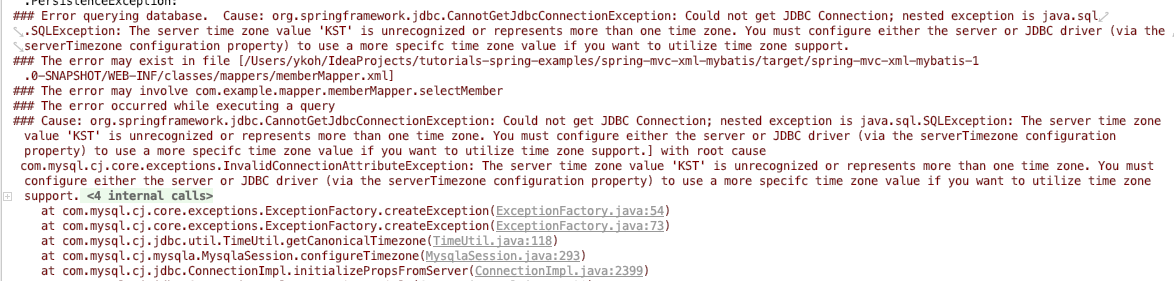 .PersistenceException:
### Error querying database.  Cause: org.springframework.jdbc.CannotGetJdbcConnectionException: Could not get JDBC Connection; nested exception is java.sql
.SQLException: The server time zone value 'KST' is unrecognized or represents more than one time zone. You must configure either the server or JDBC driver (via the
serverTimezone configuration property) to use a more specifc time zone value if you want to utilize time zone support.
### The error may exist in file [/Users/ykoh/IdeaProjects/tutorials-spring-examples/spring-mvc-xml-mybatis/target/spring-mvc-xml-mybatis-1
.0-SNAPSHOT/WEB-INF/classes/mappers/memberMapper.xml]
### The error may involve com.example.mapper.memberMapper.selectMember
### The error occurred while executing a query
### Cause: org.springframework.jdbc.CannotGetJdbcConnectionException: Could not get JDBC Connection; nested exception is java.sql.SQLException: The server time zone
value 'KST' is unrecognized or represents more than one time zone. You must configure either the server or JDBC driver (via the serverTimezone configuration
property) to use a more specifc time zone value if you want to utilize time zone support.] with root cause
com.mysql.cj.core.exceptions.InvalidConnectionAttributeException: The server time zone value 'KST' is unrecognized or represents more than one time zone. You must
configure either the server or JDBC driver (via the serverTimezone configuration property) to use a more specifc time zone value if you want to utilize time zone
support. <4 internal calls>
at com.mysql.cj.core.exceptions.ExceptionFactory.createException(ExceptionFactory.java:54)
at com.mysql.cj.core.exceptions.ExceptionFactory.createException(ExceptionFactory.java:73)
at com.mysql.cj.jdbc.util.TimeUtil.getCanonicalTimezone(TimeUtil.java:118)
at com.mysql.cj.mysqla.MysqlaSession.configureTimezone(MysqlaSession.java:293)
at com.mysql.cj.jdbc.ConnectionImpl.initializePropsFromServer(ConnectionImpl.java:2399)